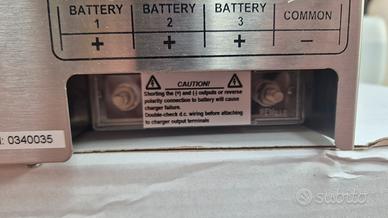 BATTERY BATTERY BATTERY COMMON
1 2 3
+ + + −
CAUTION!
Shorting the (+) and (-) outputs or reverse
polarity connection to battery will cause
charger failure.
Double-check d.c. wiring before attaching
to charger output terminals
: 0340035
subito